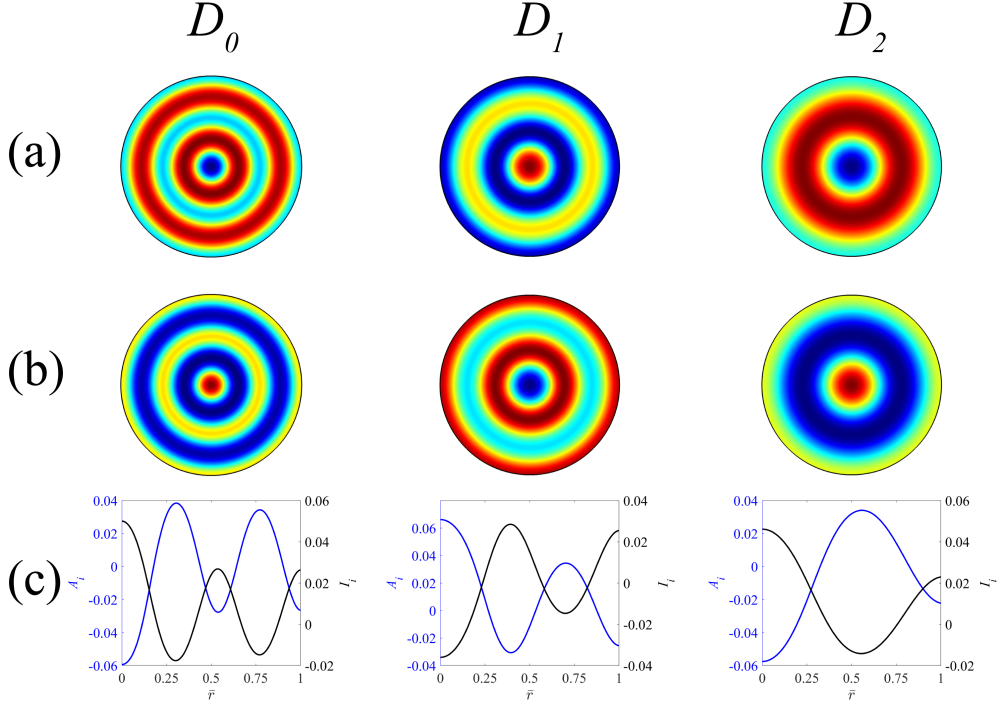 D0 D1 D2
(a)
(b)
(c)
0.04 0.06 0.04 0.04 0.06
0.06
0.02 0.04 0.02 0.02 0.04
0.04
0 0
-0.02 0.02 0.02 0 -0.02 0.02
0
-0.04 0 -0.02 -0.04 0
-0.02
-0.06 -0.02 -0.04 -0.04 -0.06 -0.02
Ai Ii Ai Ii Ai Ii
0 0.25 0.5 0.75 1 0 0.25 0.5 0.75 1 0 0.25 0.5 0.75 1
r̄ r̄ r̄